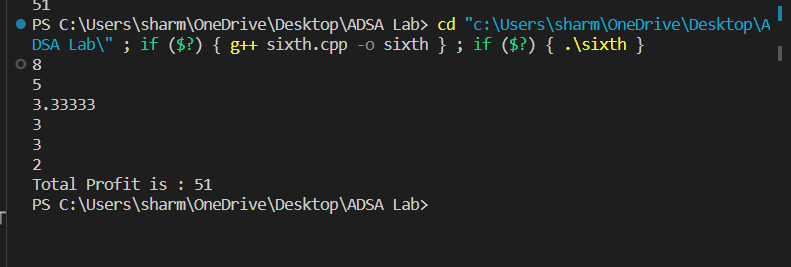 51
PS C:\Users\sharm\OneDrive\Desktop\ADSA Lab> cd "c:\Users\sharm\OneDrive\Desktop\A
DSA Lab\" ; if ($?) { g++ sixth.cpp -o sixth } ; if ($?) { .\sixth }
8
5
3.33333
3
3
2
Total Profit is : 51
PS C:\Users\sharm\OneDrive\Desktop\ADSA Lab>